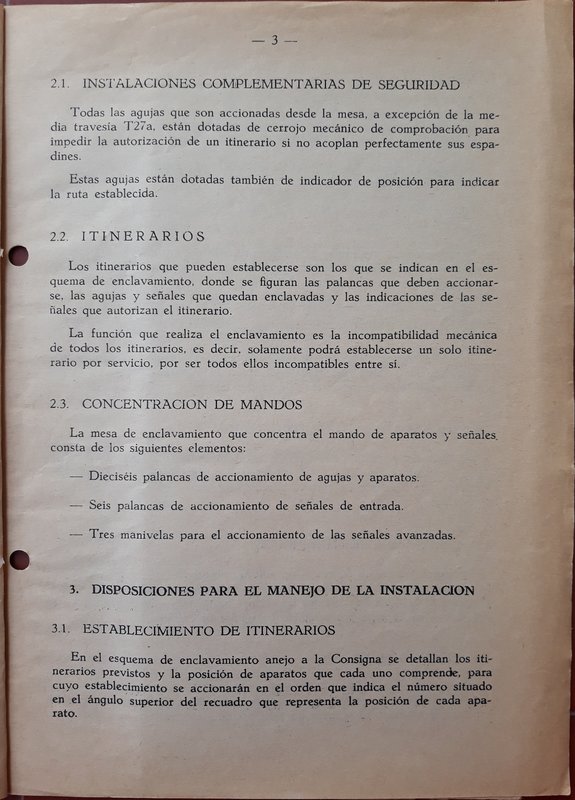 — 3 —
2.1. INSTALACIONES COMPLEMENTARIAS DE SEGURIDAD
Todas las agujas que son accionadas desde la mesa, a excepción de la me-
dia travesía T27a, están dotadas de cerrojo mecánico de comprobación para
impedir la autorización de un itinerario si no acoplan perfectamente sus espa-
dines.
Estas agujas están dotadas también de indicador de posición para indicar
la ruta establecida.
2.2. ITINERARIOS
Los itinerarios que pueden establecerse son los que se indican en el es-
quema de enclavamiento, donde se figuran las palancas que deben accionar-
se, las agujas y señales que quedan enclavadas y las indicaciones de las se-
ñales que autorizan el itinerario.
La función que realiza el enclavamiento es la incompatibilidad mecánica
de todos los itinerarios, es decir, solamente podrá establecerse un solo itine-
rario por servicio, por ser todos ellos incompatibles entre sí.
2.3. CONCENTRACION DE MANDOS
La mesa de enclavamiento que concentra el mando de aparatos y señales,
consta de los siguientes elementos:
— Dieciséis palancas de accionamiento de agujas y aparatos.
— Seis palancas de accionamiento de señales de entrada.
— Tres manivelas para el accionamiento de las señales avanzadas.
3. DISPOSICIONES PARA EL MANEJO DE LA INSTALACION
3.1. ESTABLECIMIENTO DE ITINERARIOS
En el esquema de enclavamiento anejo a la Consigna se detallan los iti-
nerarios previstos y la posición de aparatos que cada uno comprende, para
cuyo establecimiento se accionarán en el orden que indica el número situado
en el ángulo superior del recuadro que representa la posición de cada apa-
rato.